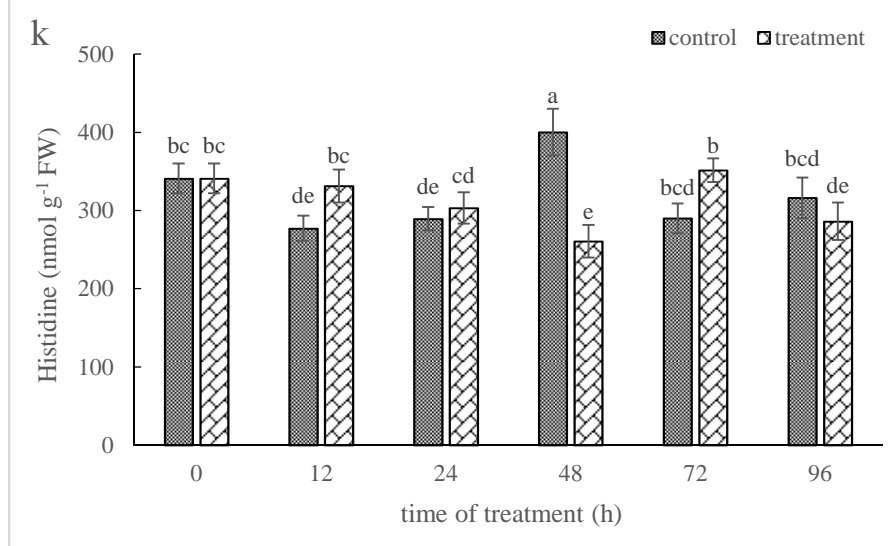 k
control treatment
Histidine (nmol g⁻¹ FW)
500
400
300
200
100
0
bc bc de bc de cd a e bcd b bcd de
0 12 24 48 72 96
time of treatment (h)